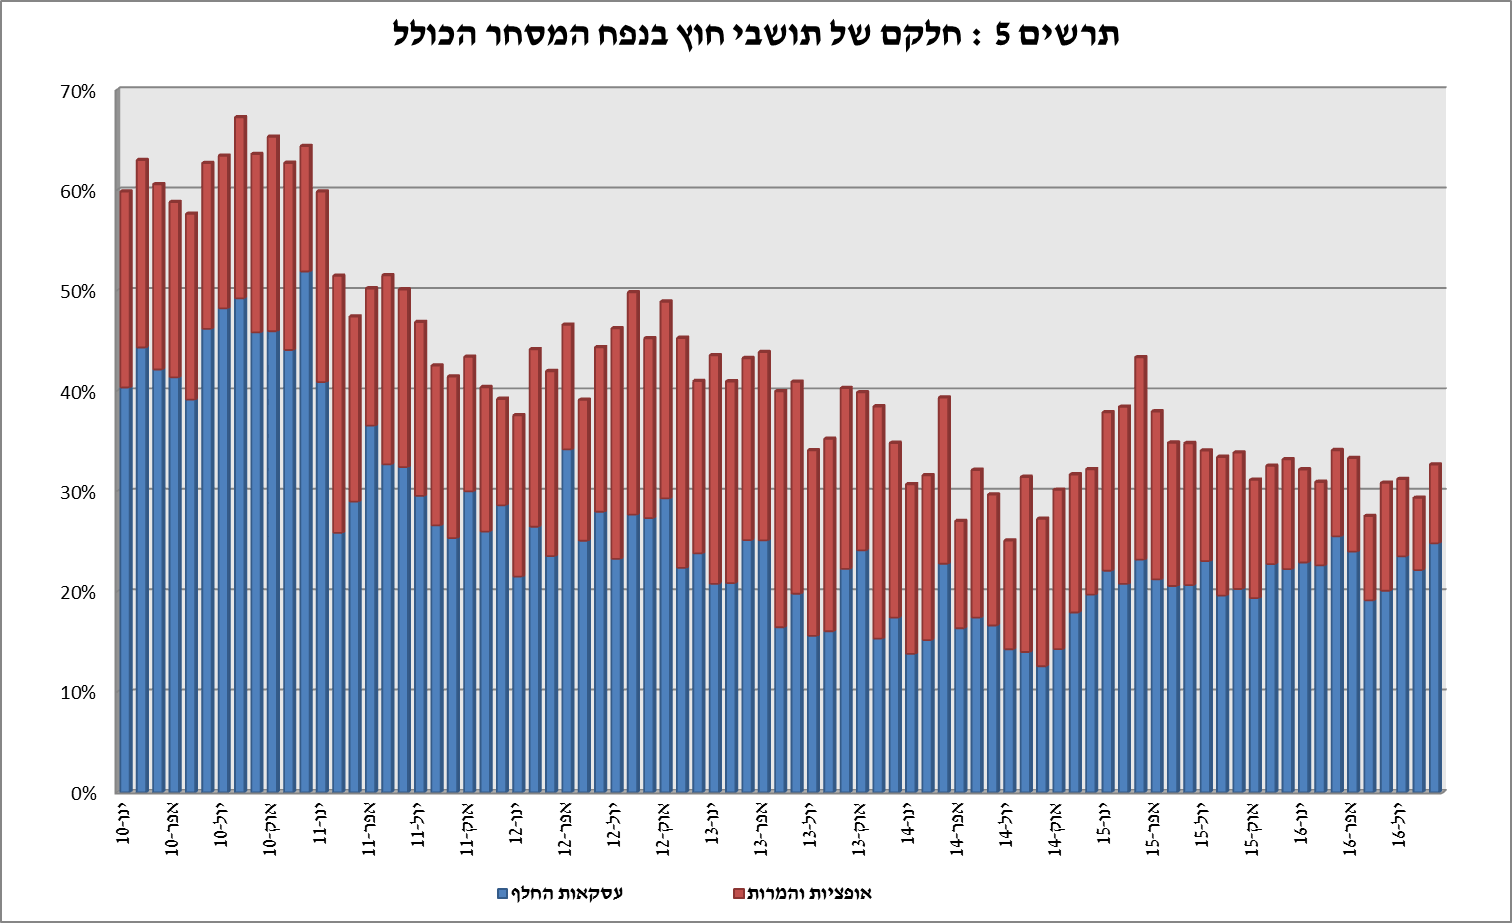 תרשים 5 : חלקם של תושבי חוץ בנפח המסחר הכולל
70%
60%
50%
40%
30%
20%
10%
0%
ינו-10
אפר-10
יול-10
אוק-10
ינו-11
אפר-11
יול-11
אוק-11
ינו-12
אפר-12
יול-12
אוק-12
ינו-13
אפר-13
יול-13
אוק-13
ינו-14
אפר-14
יול-14
אוק-14
ינו-15
אפר-15
יול-15
אוק-15
ינו-16
אפר-16
יול-16
עסקאות החלף
אופציות והמרות